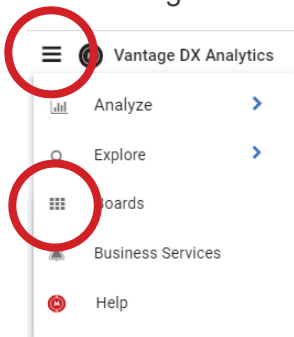 Vantage DX Analytics
Analyze
Explore
Boards
Business Services
Help